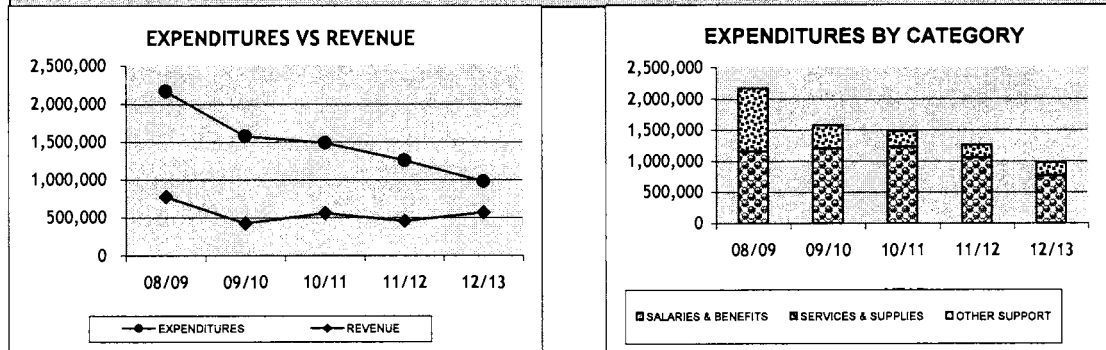 EXPENDITURES VS REVENUE
2,500,000
2,000,000
1,500,000
1,000,000
500,000
0
08/09 09/10 10/11 11/12 12/13
EXPENDITURES REVENUE
EXPENDITURES BY CATEGORY
2,500,000
2,000,000
1,500,000
1,000,000
500,000
0
08/09 09/10 10/11 11/12 12/13
SALARIES & BENEFITS SERVICES & SUPPLIES OTHER SUPPORT